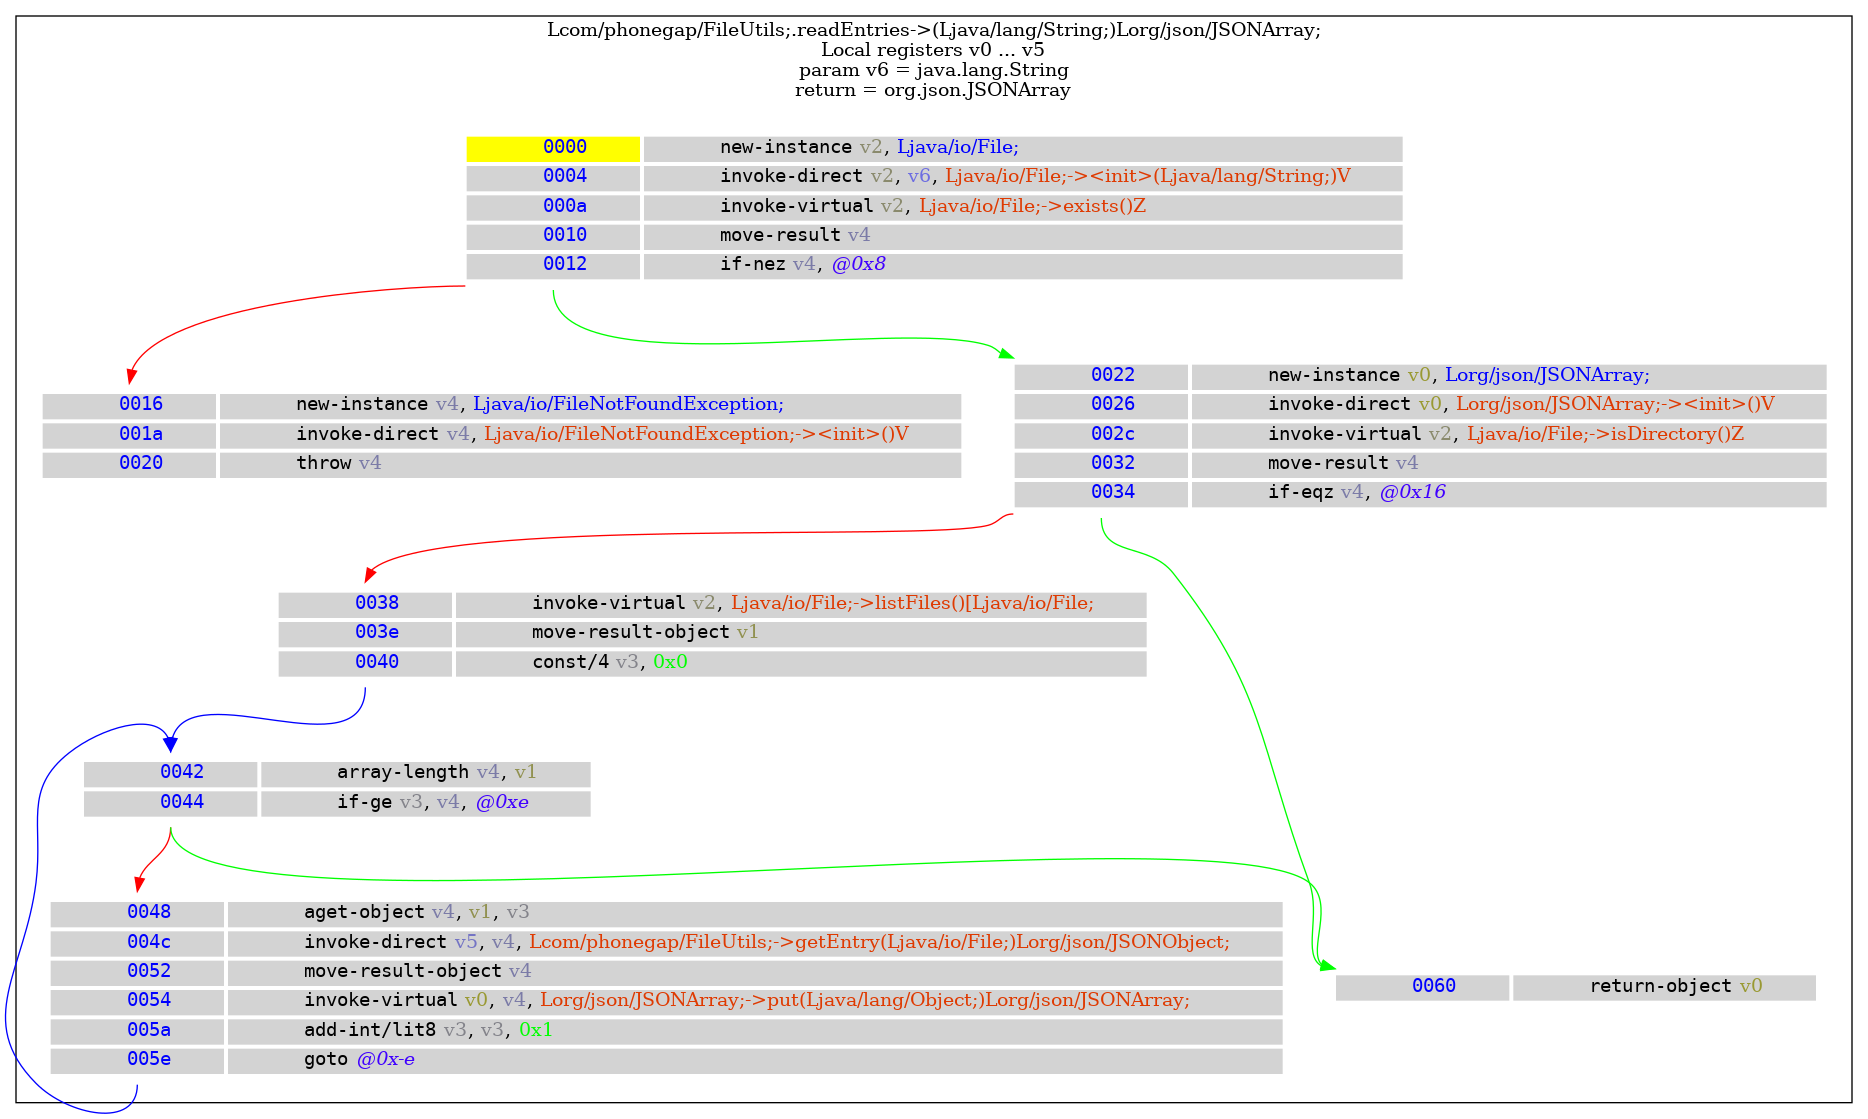 Lcom/phonegap/FileUtils;.readEntries->(Ljava/lang/String;)Lorg/json/JSONArray;
Local registers v0 ... v5
param v6 = java.lang.String
return = org.json.JSONArray
0000 new-instance v2, Ljava/io/File;
0004 invoke-direct v2, v6, Ljava/io/File;-><init>(Ljava/lang/String;)V
000a invoke-virtual v2, Ljava/io/File;->exists()Z
0010 move-result v4
0012 if-nez v4, @0x8
0016 new-instance v4, Ljava/io/FileNotFoundException;
001a invoke-direct v4, Ljava/io/FileNotFoundException;-><init>()V
0020 throw v4
0022 new-instance v0, Lorg/json/JSONArray;
0026 invoke-direct v0, Lorg/json/JSONArray;-><init>()V
002c invoke-virtual v2, Ljava/io/File;->isDirectory()Z
0032 move-result v4
0034 if-eqz v4, @0x16
0038 invoke-virtual v2, Ljava/io/File;->listFiles()[Ljava/io/File;
003e move-result-object v1
0040 const/4 v3, 0x0
0042 array-length v4, v1
0044 if-ge v3, v4, @0xe
0048 aget-object v4, v1, v3
004c invoke-direct v5, v4, Lcom/phonegap/FileUtils;->getEntry(Ljava/io/File;)Lorg/json/JSONObject;
0052 move-result-object v4
0054 invoke-virtual v0, v4, Lorg/json/JSONArray;->put(Ljava/lang/Object;)Lorg/json/JSONArray;
005a add-int/lit8 v3, v3, 0x1
005e goto @0x-e
0060 return-object v0